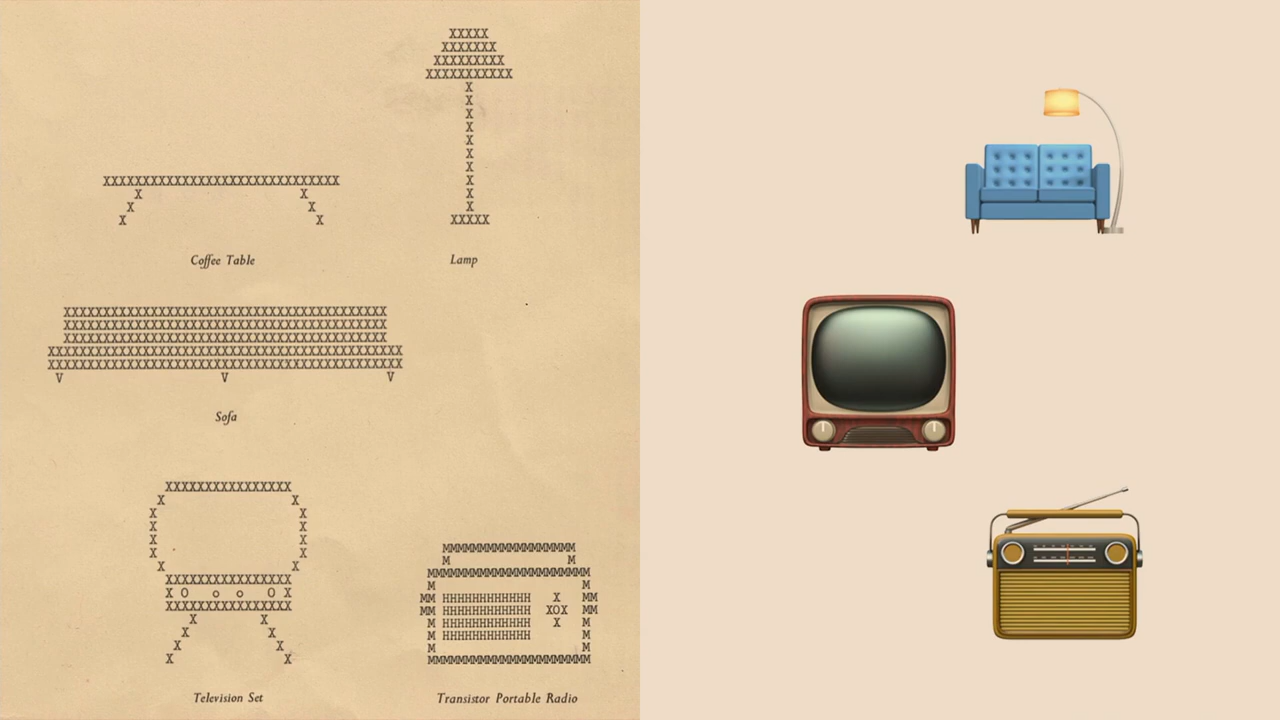 Coffee Table
Lamp
Sofa
Television Set
Transistor Portable Radio